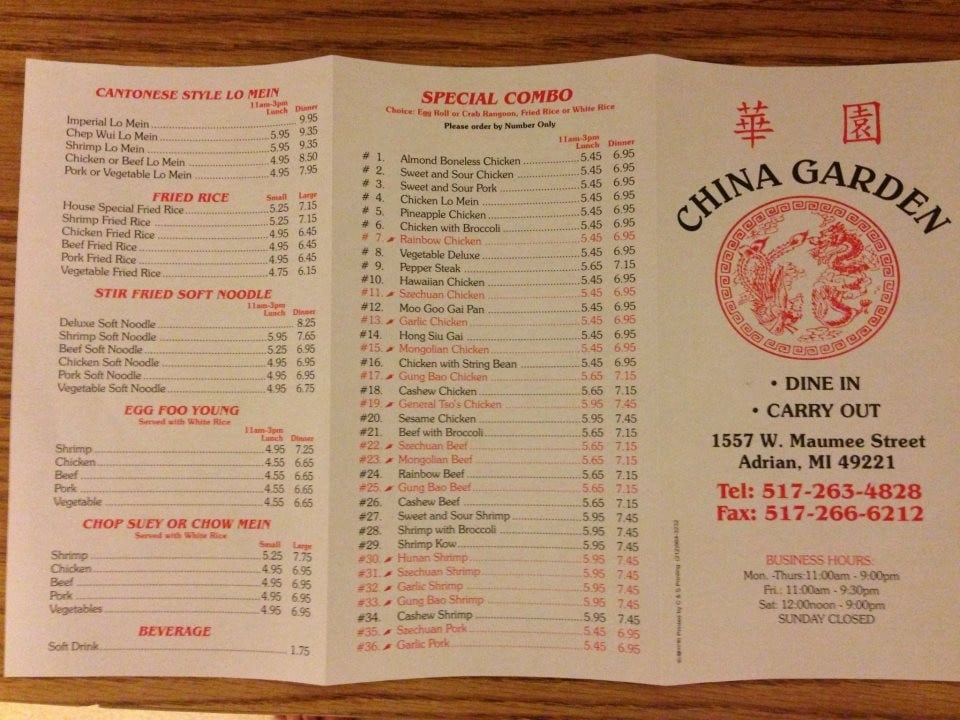 CANTONESE STYLE LO MEIN
11am-3pm
Lunch Dinner
Imperial Lo Mein 9.95
Chep Wui Lo Mein 5.95 9.35
Shrimp Lo Mein 5.95 9.35
Chicken or Beef Lo Mein 4.95 8.50
Pork or Vegetable Lo Mein 4.95 7.95
FRIED RICE Small Large
House Special Fried Rice 5.25 7.15
Shrimp Fried Rice 5.25 7.15
Chicken Fried Rice 4.95 6.45
Beef Fried Rice 4.95 6.45
Pork Fried Rice 4.95 6.45
Vegetable Fried Rice 4.75 6.15
STIR FRIED SOFT NOODLE
11am-3pm
Lunch Dinner
Deluxe Soft Noodle 8.25
Shrimp Soft Noodle 5.95 7.65
Beef Soft Noodle 5.25 6.95
Chicken Soft Noodle 4.95 6.95
Pork Soft Noodle 4.95 6.95
Vegetable Soft Noodle 4.95 6.75
EGG FOO YOUNG
Served with White Rice
11am-3pm
Lunch Dinner
Shrimp 4.95 7.25
Chicken 4.55 6.65
Beef 4.55 6.65
Pork 4.55 6.65
Vegetable 4.55 6.65
CHOP SUEY OR CHOW MEIN
Served with White Rice
Small Large
Shrimp 5.25 7.75
Chicken 4.95 6.95
Beef 4.95 6.95
Pork 4.95 6.95
Vegetables 4.95 6.95
BEVERAGE
Soft Drink 1.75
SPECIAL COMBO
Choice: Egg Roll or Crab Rangoon, Fried Rice or White Rice
Please order by Number Only
11am-3pm
Lunch Dinner
# 1. Almond Boneless Chicken 5.45 6.95
# 2. Sweet and Sour Chicken 5.45 6.95
# 3. Sweet and Sour Pork 5.45 6.95
# 4. Chicken Lo Mein 5.45 6.95
# 5. Pineapple Chicken 5.45 6.95
# 6. Chicken with Broccoli 5.45 6.95
# 7. Rainbow Chicken 5.45 6.95
# 8. Vegetable Deluxe 5.45 6.95
# 9. Pepper Steak 5.65 7.15
#10. Hawaiian Chicken 5.45 6.95
#11. Szechuan Chicken 5.45 6.95
#12. Moo Goo Gai Pan 5.45 6.95
#13. Garlic Chicken 5.45 6.95
#14. Hong Siu Gai 5.45 6.95
#15. Mongolian Chicken 5.45 6.95
#16. Chicken with String Bean 5.45 6.95
#17. Gung Bao Chicken 5.65 7.15
#18. Cashew Chicken 5.65 7.15
#19. General Tso's Chicken 5.95 7.45
#20. Sesame Chicken 5.95 7.45
#21. Beef with Broccoli 5.65 7.15
#22. Szechuan Beef 5.65 7.15
#23. Mongolian Beef 5.65 7.15
#24. Rainbow Beef 5.65 7.15
#25. Gung Bao Beef 5.65 7.15
#26. Cashew Beef 5.65 7.15
#27. Sweet and Sour Shrimp 5.95 7.45
#28. Shrimp with Broccoli 5.95 7.45
#29. Shrimp Kow 5.95 7.45
#30. Hunan Shrimp 5.95 7.45
#31. Szechuan Shrimp 5.95 7.45
#32. Garlic Shrimp 5.95 7.45
#33. Gung Bao Shrimp 5.95 7.45
#34. Cashew Shrimp 5.95 7.45
#35. Szechuan Pork 5.45 6.95
#36. Garlic Pork 5.45 6.95
華 園
CHINA GARDEN
• DINE IN
• CARRY OUT
1557 W. Maumee Street
Adrian, MI 49221
Tel: 517-263-4828
Fax: 517-266-6212
BUSINESS HOURS:
Mon. -Thurs:11:00am - 9:00pm
Fri.: 11:00am - 9:30pm
Sat: 12:00noon - 9:00pm
SUNDAY CLOSED